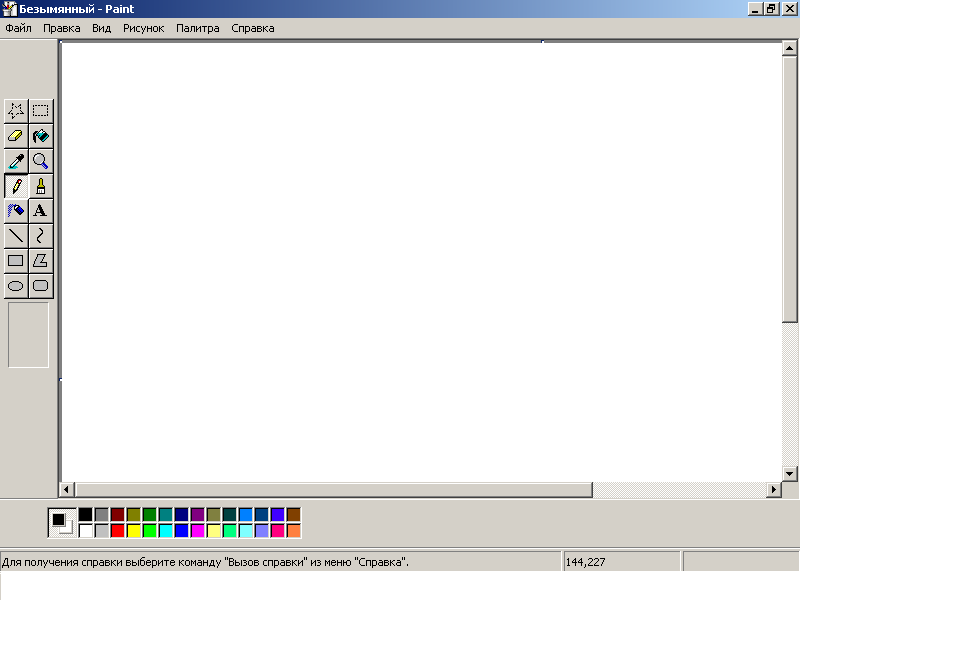 Безымянный - Paint
Файл Правка Вид Рисунок Палитра Справка
A
Для получения справки выберите команду "Вызов справки" из меню "Справка".
144,227